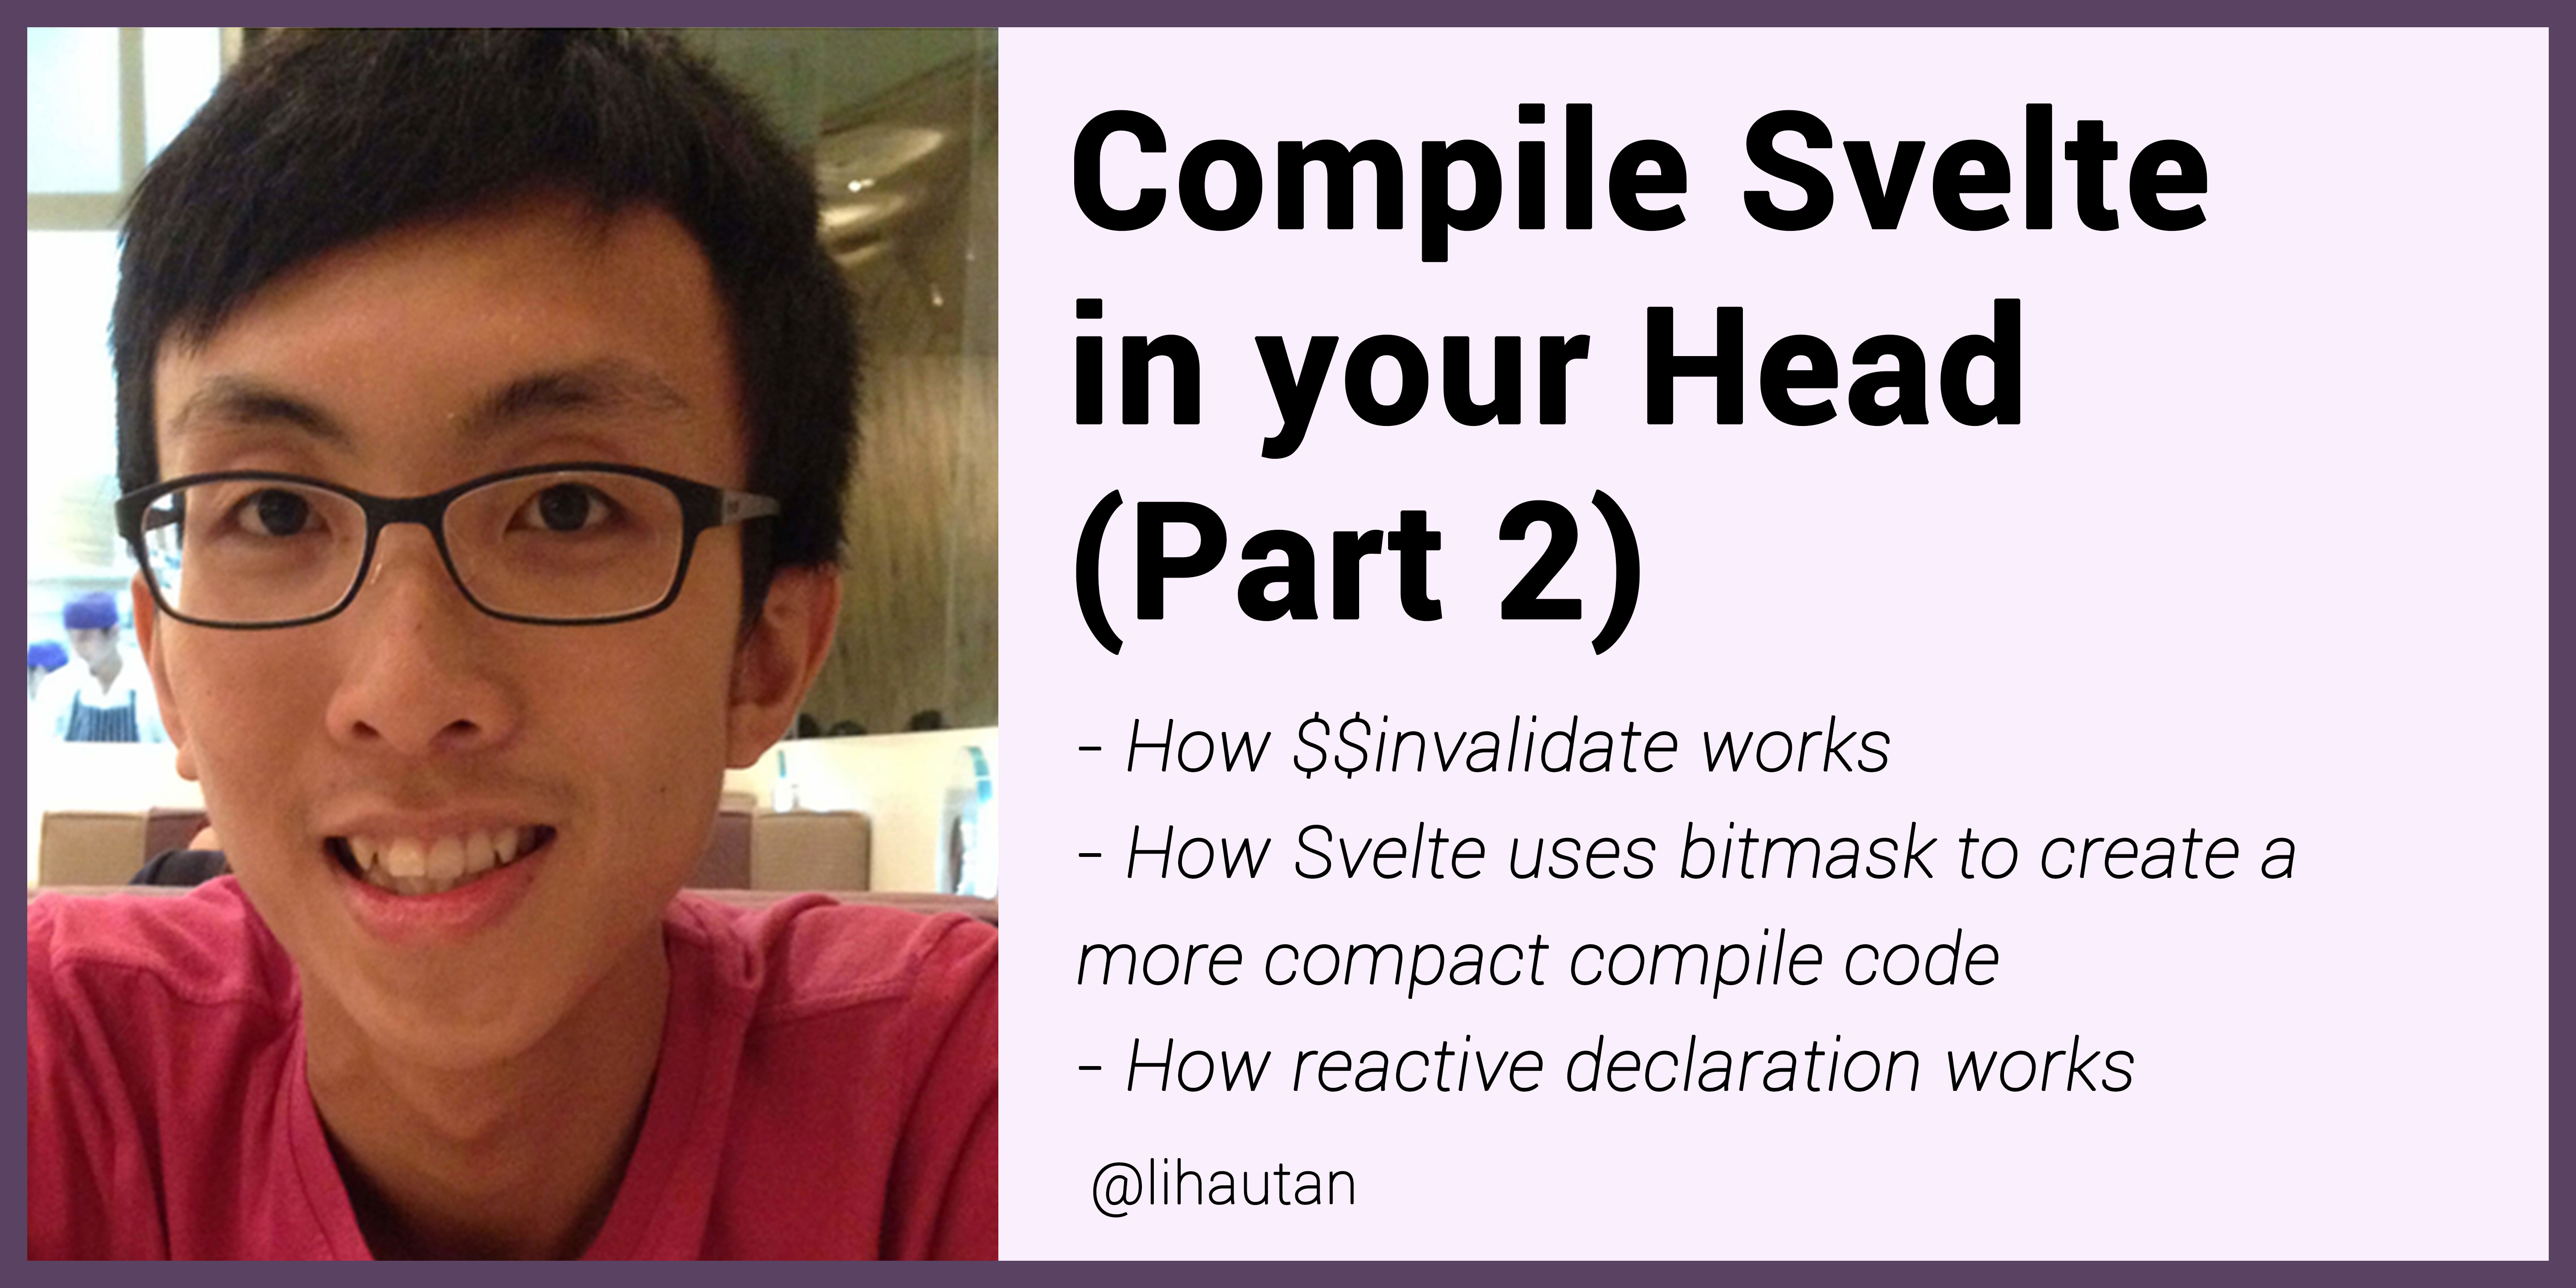 Compile Svelte
in your Head
(Part 2)
- How $$invalidate works
- How Svelte uses bitmask to create a
more compact compile code
- How reactive declaration works
@lihautan